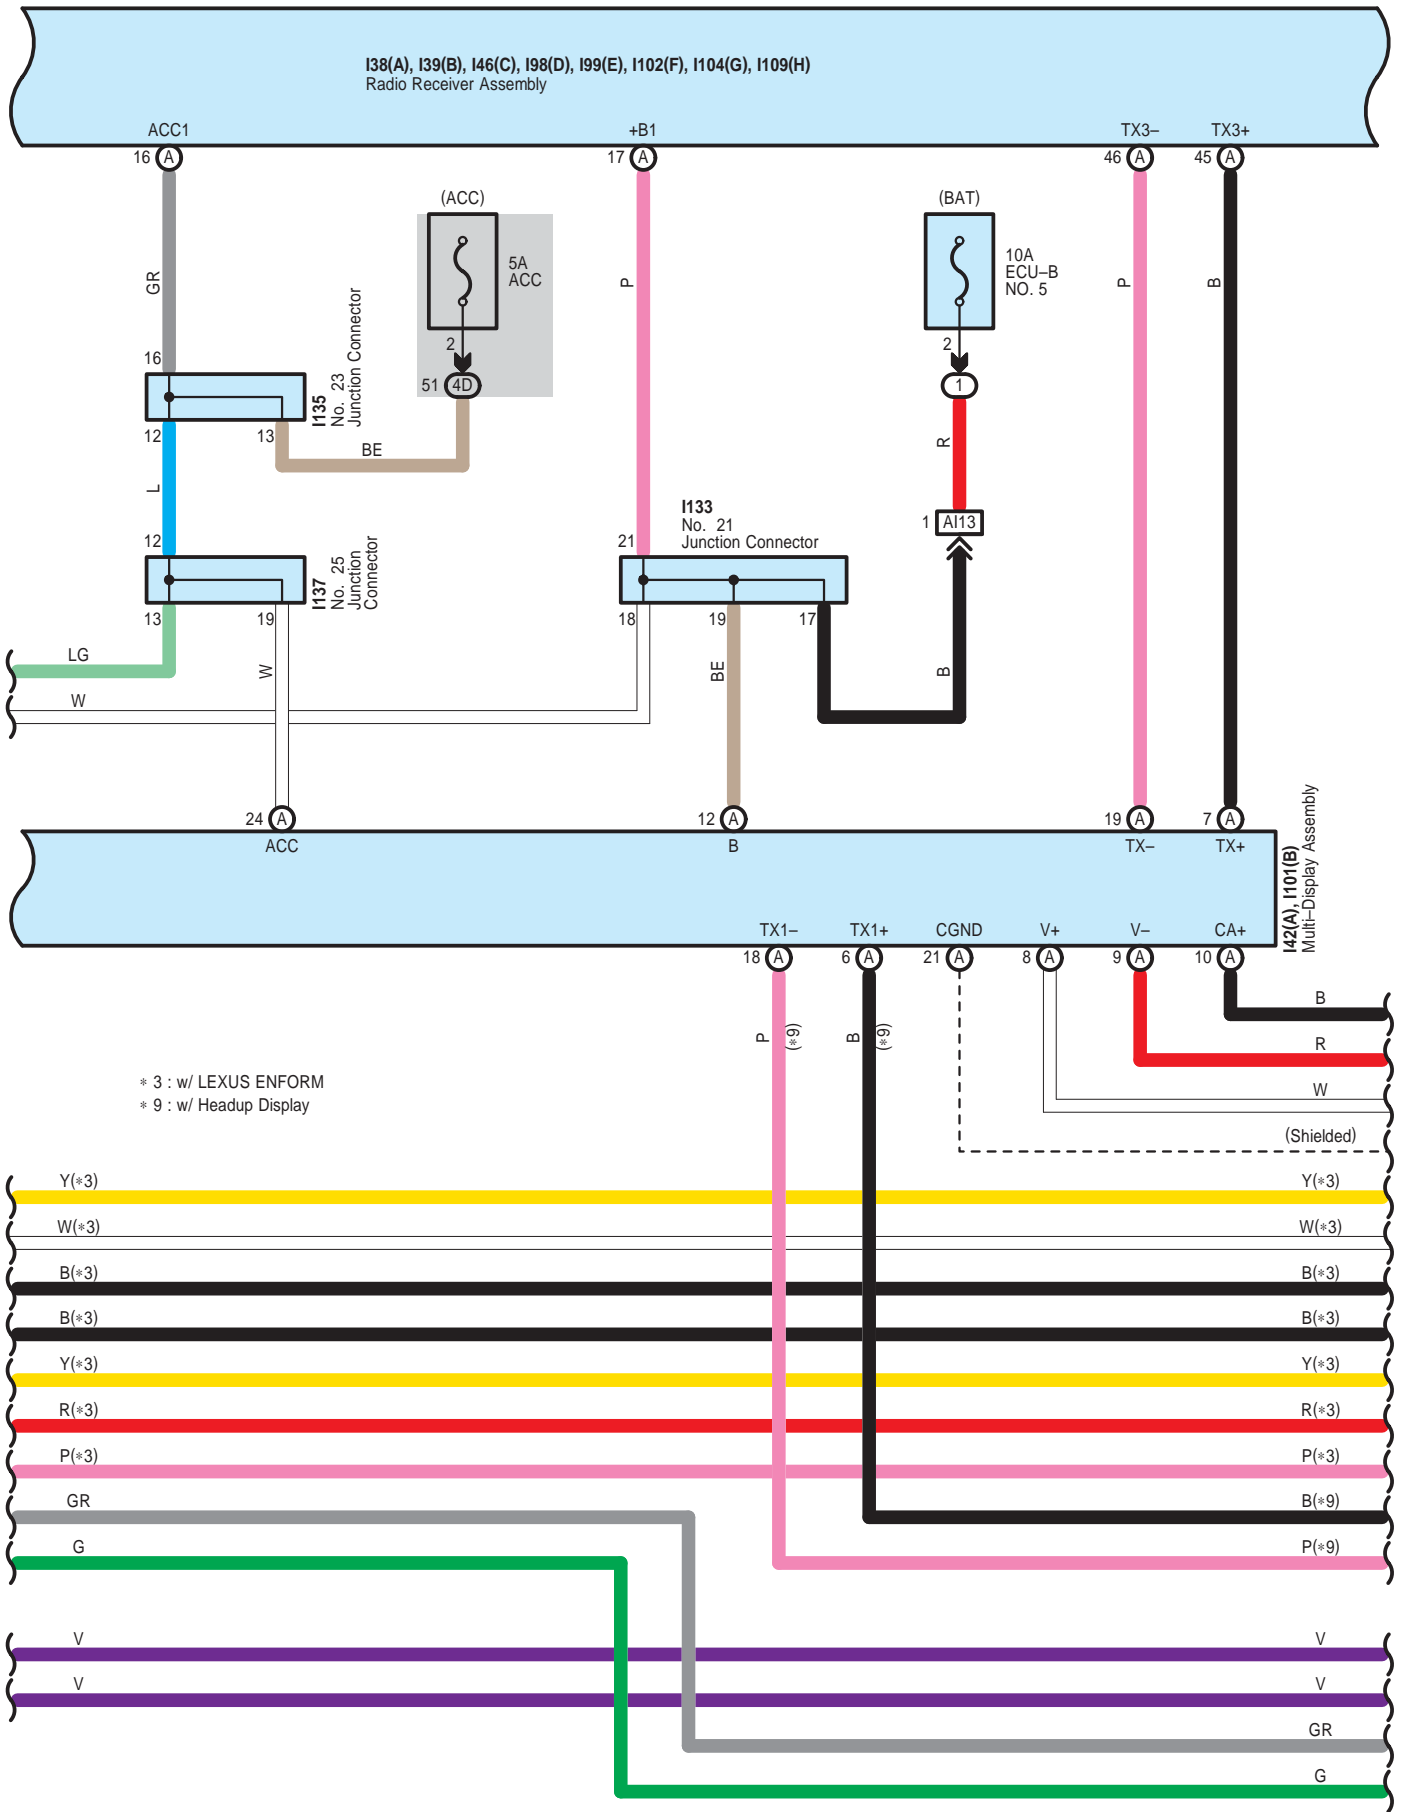 I38(A), I39(B), I46(C), I98(D), I99(E), I102(F), I104(G), I109(H)
Radio Receiver Assembly
ACC1
+B1
TX3–
TX3+
16 A
17 A
46 A
45 A
(ACC)
(BAT)
5A
ACC
10A
ECU–B
NO. 5
GR
P
P
B
2
2
16
51 4D
1
I135
No. 23
Junction Connector
12
13
BE
R
L
I133
No. 21
Junction Connector
1 AI13
12
21
I137
No. 25
Junction
Connector
13
19
18
19
17
LG
W
W
BE
B
24 A
12 A
19 A
7 A
ACC
B
TX–
TX+
I42(A), I101(B)
Multi–Display Assembly
TX1–
TX1+
CGND
V+
V–
CA+
18 A
6 A
21 A
8 A
9 A
10 A
B
P
(*9)
B
(*9)
R
* 3 : w/ LEXUS ENFORM
W
* 9 : w/ Headup Display
(Shielded)
Y(*3)
Y(*3)
W(*3)
W(*3)
B(*3)
B(*3)
B(*3)
B(*3)
Y(*3)
Y(*3)
R(*3)
R(*3)
P(*3)
P(*3)
GR
B(*9)
G
P(*9)
V
V
V
V
GR
G